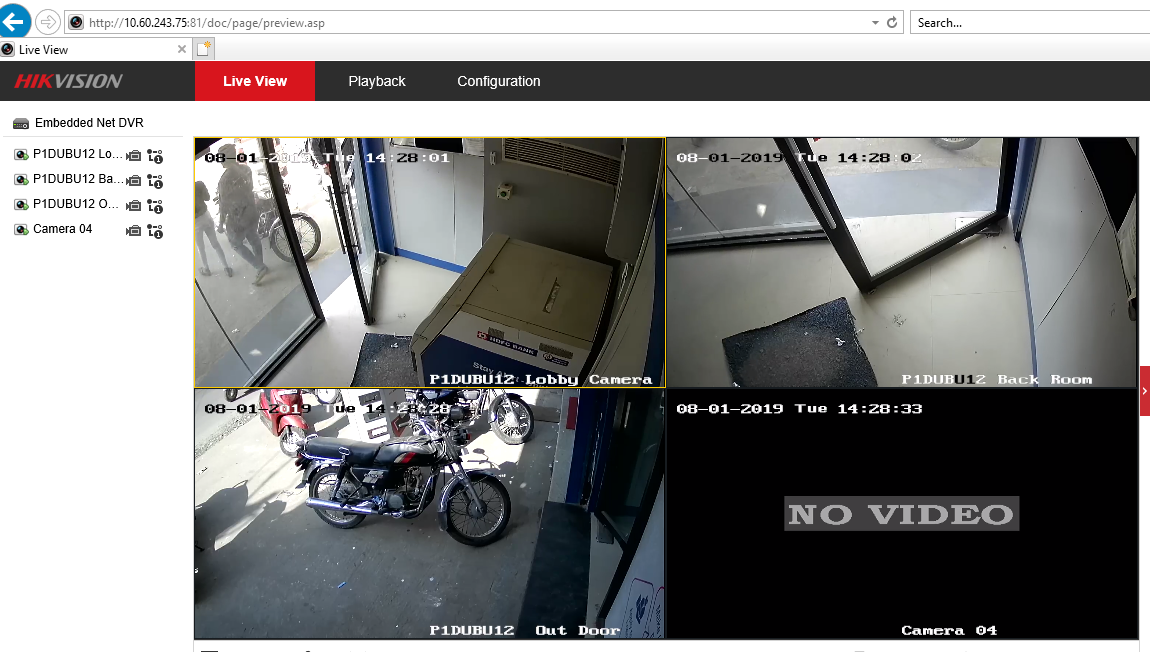 http://10.60.243.75:81/doc/page/preview.asp
Search...
Live View
HIKVISION
Live View
Playback
Configuration
Embedded Net DVR
P1DUBU12 Lo...
P1DUBU12 Ba...
P1DUBU12 O...
Camera 04
08-01-2019 Tue 14:28:01
HDFC BANK
P1DUBU12 Lobby Camera
08-01-2019 Tue 14:28:02
P1DUBU12 Back Room
08-01-2019 Tue 14:28:28
P1DUBU12 Out Door
08-01-2019 Tue 14:28:33
NO VIDEO
Camera 04